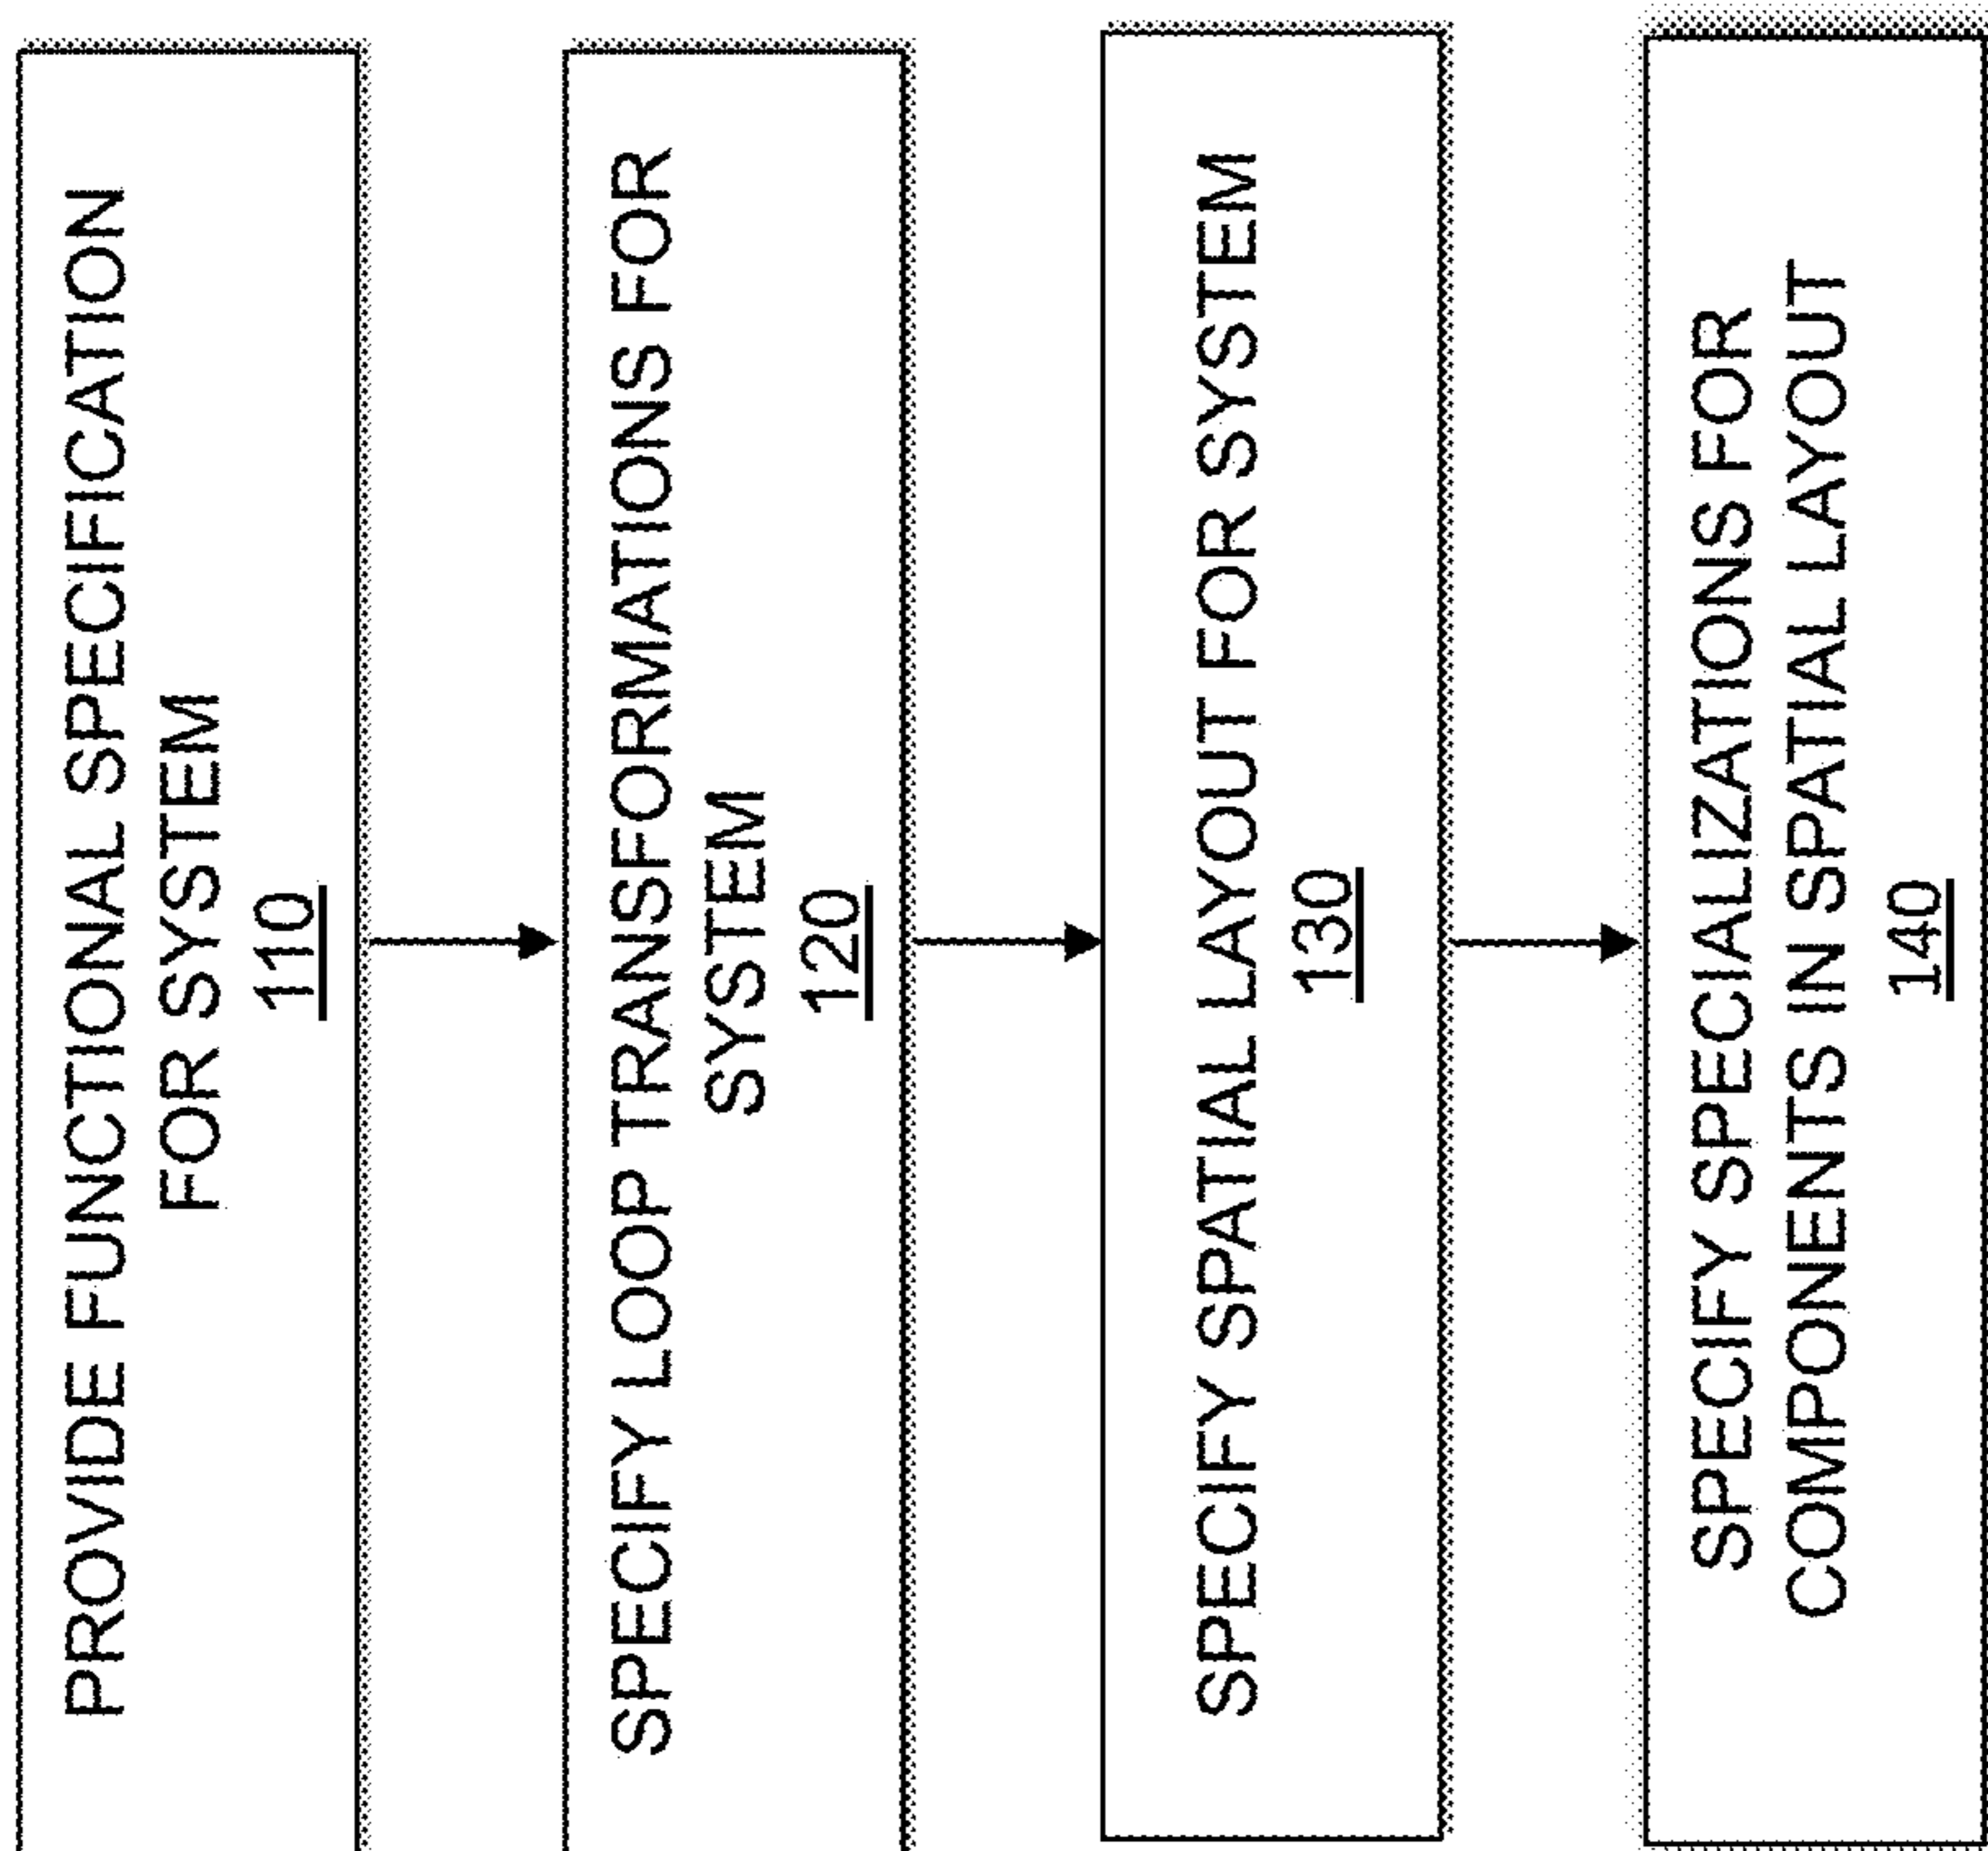 PROVIDE FUNCTIONAL SPECIFICATION
FOR SYSTEM
110
SPECIFY LOOP TRANSFORMATIONS FOR
SYSTEM
120
SPECIFY SPATIAL LAYOUT FOR SYSTEM
130
SPECIFY SPECIALIZATIONS FOR
COMPONENTS IN SPATIAL LAYOUT
140